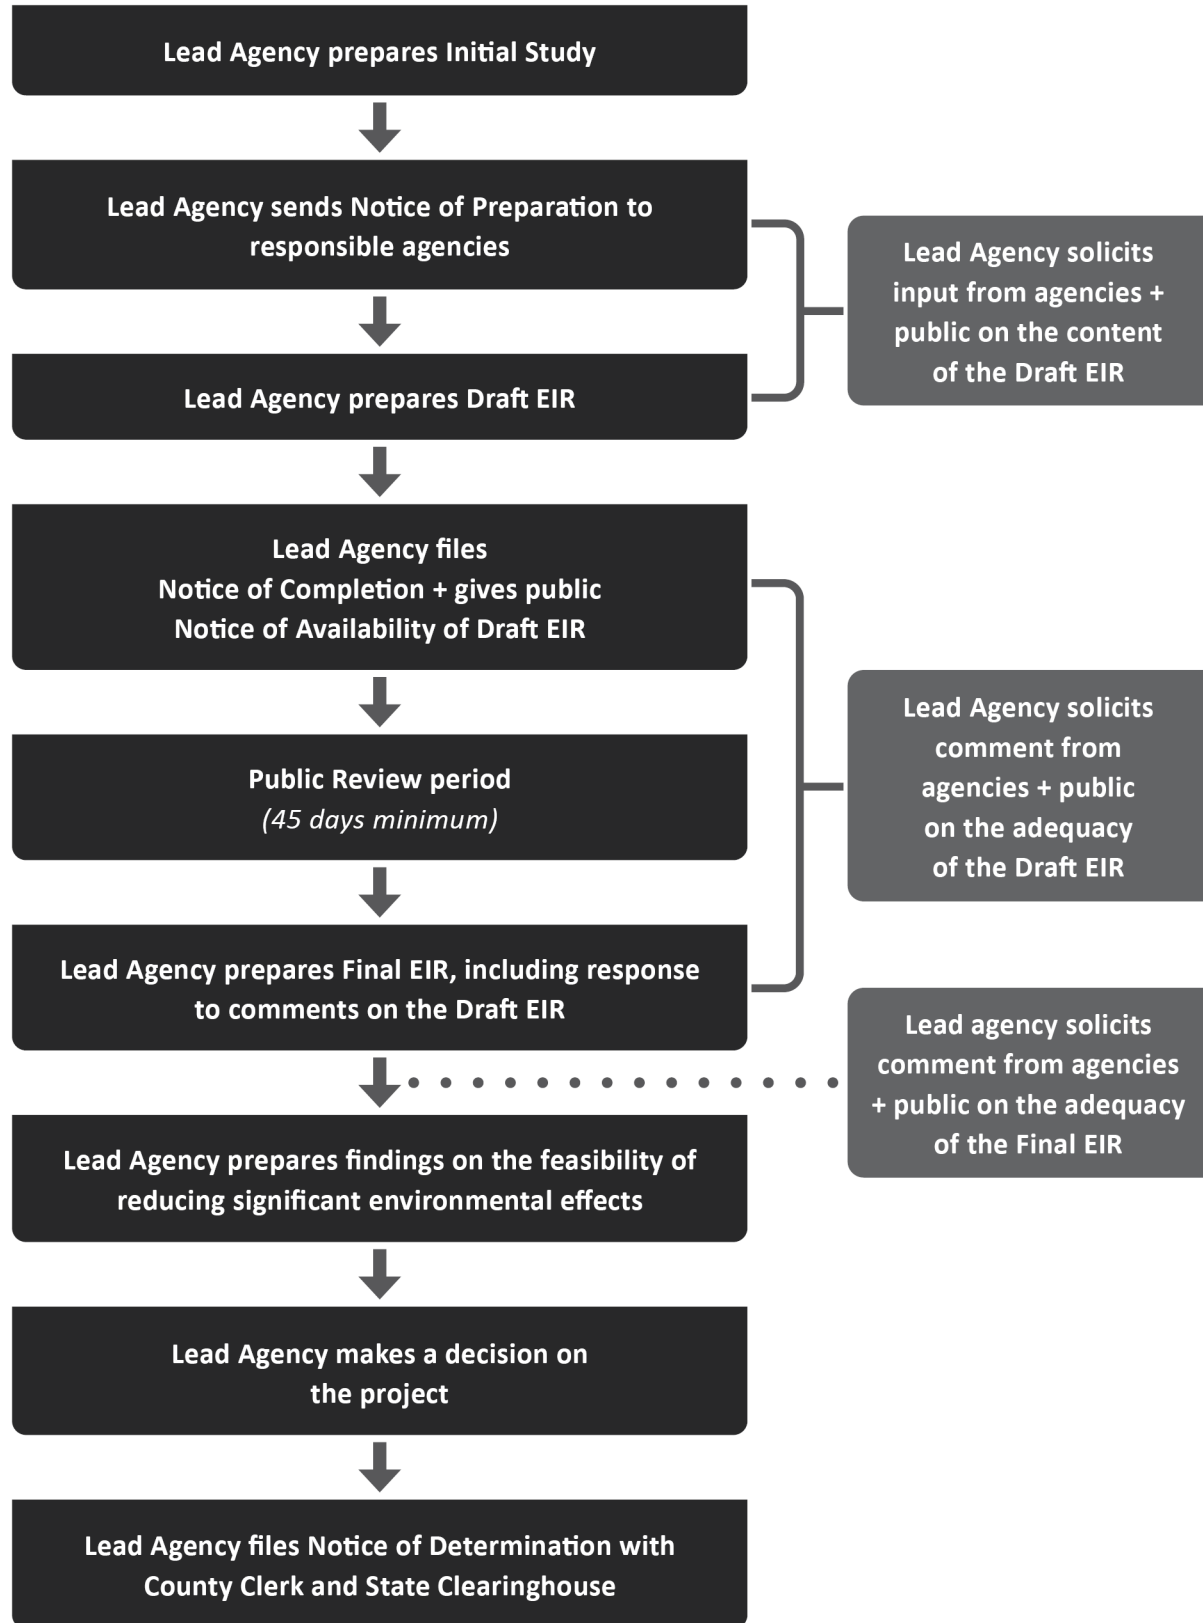 Lead Agency prepares Initial Study
Lead Agency sends Notice of Preparation to
responsible agencies
Lead Agency solicits
input from agencies +
public on the content
of the Draft EIR
Lead Agency prepares Draft EIR
Lead Agency files
Notice of Completion + gives public
Notice of Availability of Draft EIR
Public Review period
(45 days minimum)
Lead Agency solicits
comment from
agencies + public
on the adequacy
of the Draft EIR
Lead Agency prepares Final EIR, including response
to comments on the Draft EIR
Lead agency solicits
comment from agencies
+ public on the adequacy
of the Final EIR
Lead Agency prepares findings on the feasibility of
reducing significant environmental effects
Lead Agency makes a decision on
the project
Lead Agency files Notice of Determination with
County Clerk and State Clearinghouse